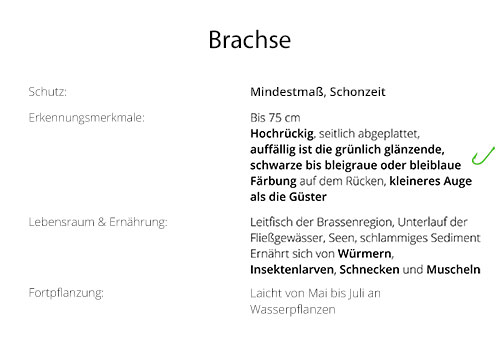 Brachse
Schutz: Mindestmaß, Schonzeit
Erkennungsmerkmale: Bis 75 cm
Hochrückig, seitlich abgeplattet,
auffällig ist die grünlich glänzende,
schwarze bis bleigraue oder bleiblaue
Färbung auf dem Rücken, kleineres Auge
als die Güster
Lebensraum & Ernährung: Leitfisch der Brassenregion, Unterlauf der
Fließgewässer, Seen, schlammiges Sediment
Ernährt sich von Würmern,
Insektenlarven, Schnecken und Muscheln
Fortpflanzung: Laicht von Mai bis Juli an
Wasserpflanzen